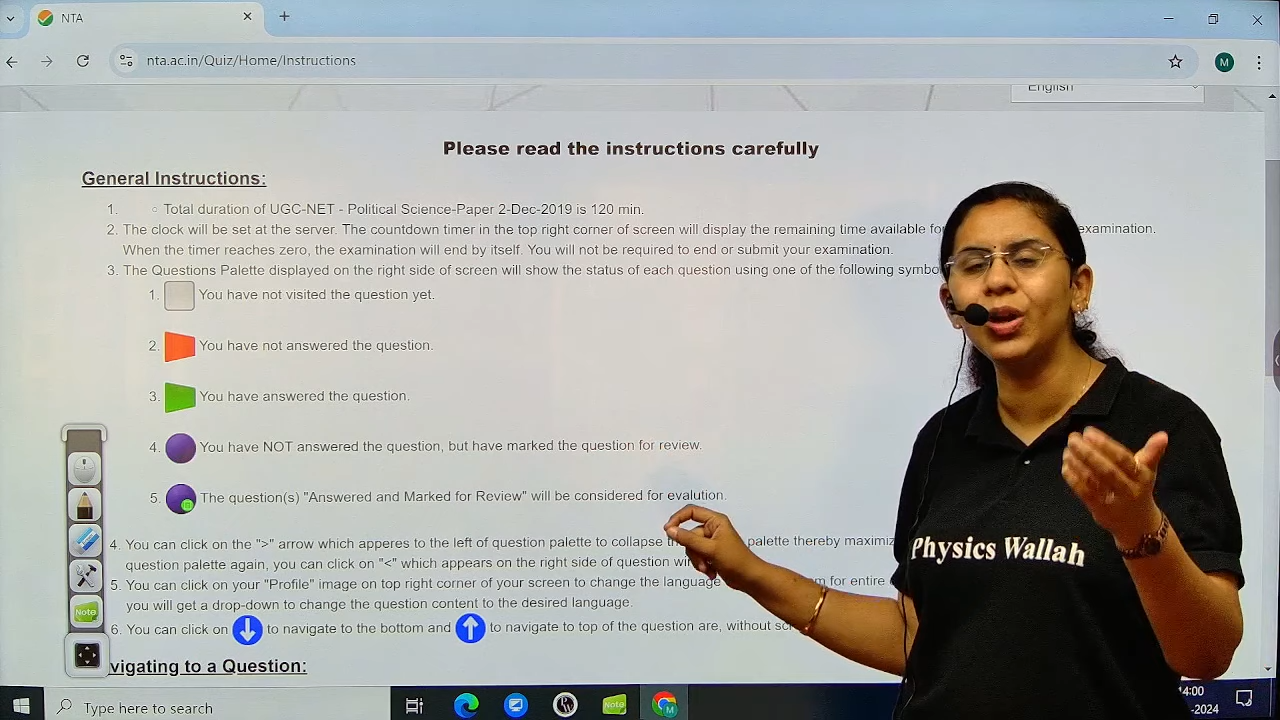 NTA
nta.ac.in/Quiz/Home/Instructions
M
English
Please read the instructions carefully
General Instructions:
1. ◦ Total duration of UGC-NET - Political Science-Paper 2-Dec-2019 is 120 min.
2. The clock will be set at the server. The countdown timer in the top right corner of screen will display the remaining time available for examination.
When the timer reaches zero, the examination will end by itself. You will not be required to end or submit your examination.
3. The Questions Palette displayed on the right side of screen will show the status of each question using one of the following
1. You have not visited the question yet.
2. You have not answered the question.
3. You have answered the question.
4. You have NOT answered the question, but have marked the question for review.
5. The question(s) "Answered and Marked for Review" will be considered for evalution.
4. You can click on the ">" arrow which apperes to the left of question palette to collapse palette thereby
question palette again, you can click on "<" which appears on the right side of question
5. You can click on your "Profile" image on top right corner of your screen to change the language for entire
you will get a drop-down to change the question content to the desired language.
6. You can click on ↓ to navigate to the bottom and ↑ to navigate to top of the question are, without
vigating to a Question:
Note
Physics Wallah
Type here to search
Note
M
14:00
-2024